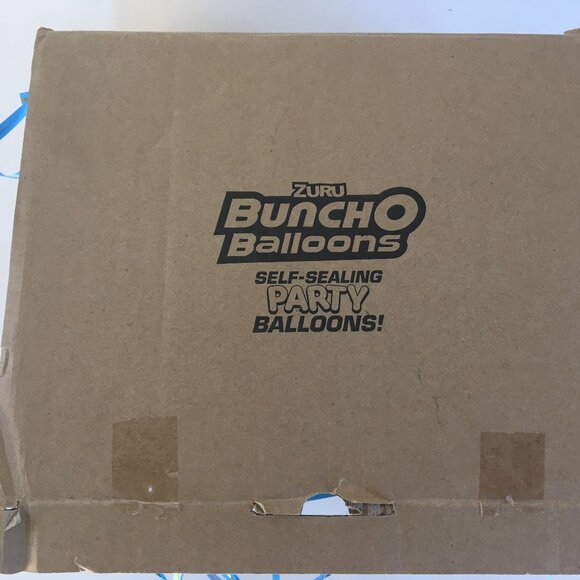 ZURU
BUNCHO
BALLOONS
SELF-SEALING
PARTY
BALLOONS!